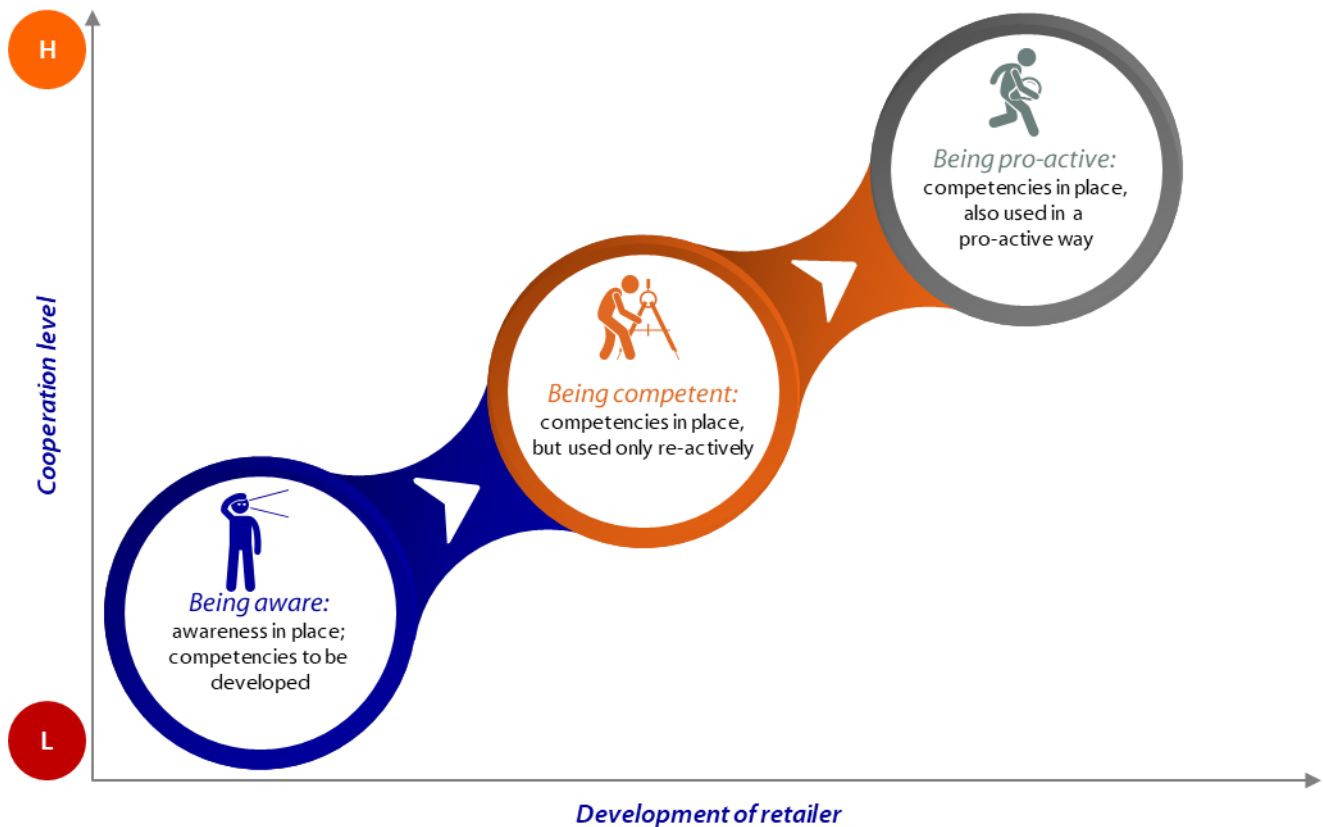 H
Being pro-active:
competencies in place,
also used in a
pro-active way
Cooperation level
Being competent:
competencies in place,
but used only re-actively
Being aware:
awareness in place;
competencies to be
developed
L
Development of retailer